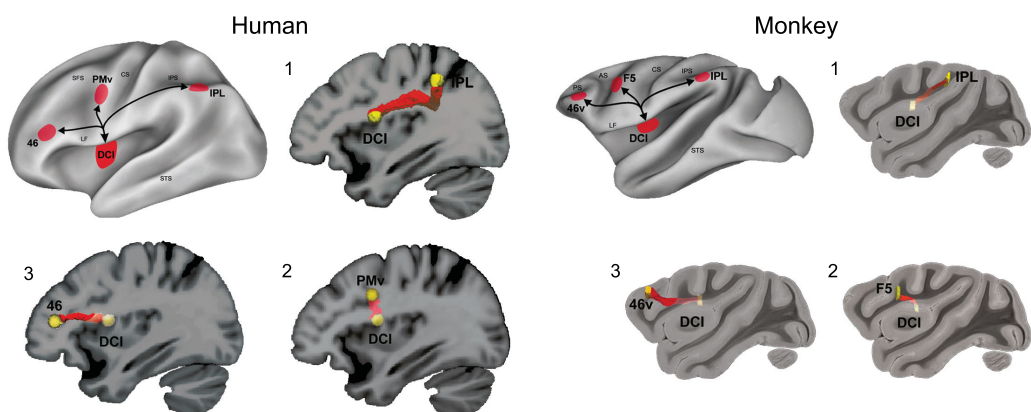 Human
Monkey
SFS
CS
IPS
PMv
IPL
46
LF
DCI
STS
1
IPL
DCI
AS
CS
IPS
F5
IPL
PS
46v
LF
DCI
STS
1
IPL
DCI
3
46
DCI
2
PMv
DCI
3
46v
DCI
2
F5
DCI